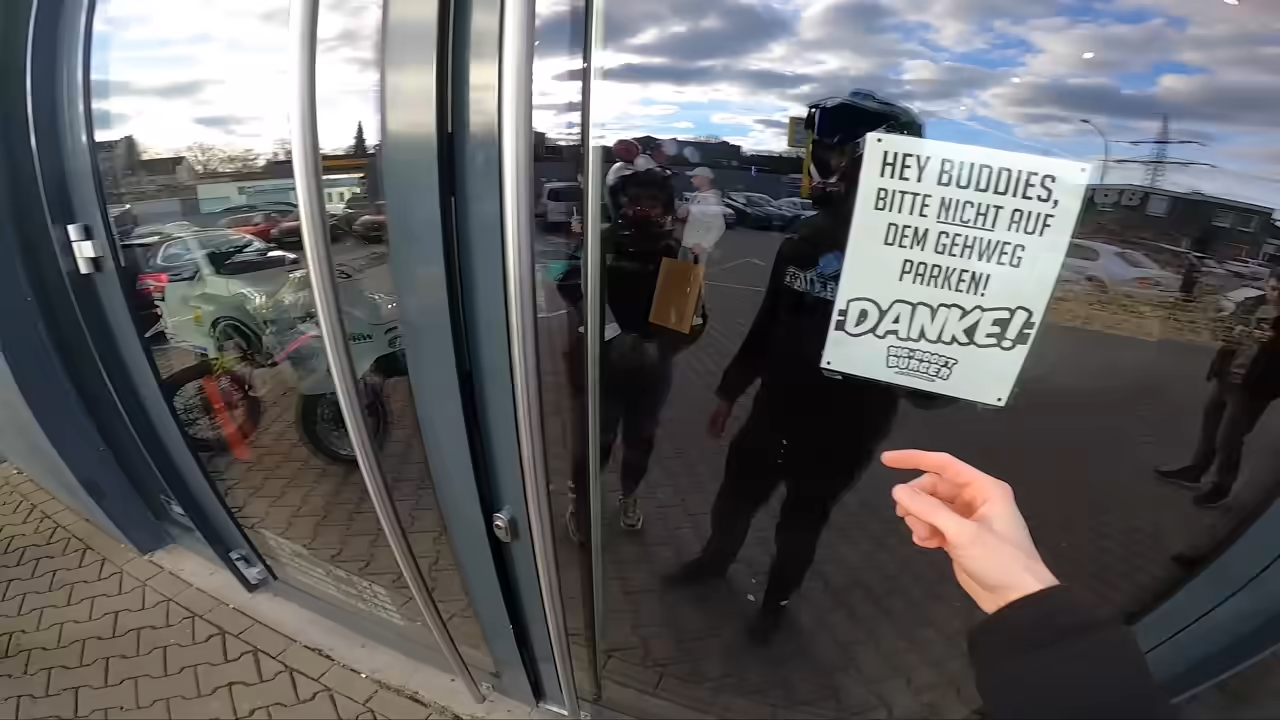 HEY BUDDIES,
BITTE NICHT AUF
DEM GEHWEG
PARKEN!
DANKE!
BIG BOOST
BURGER